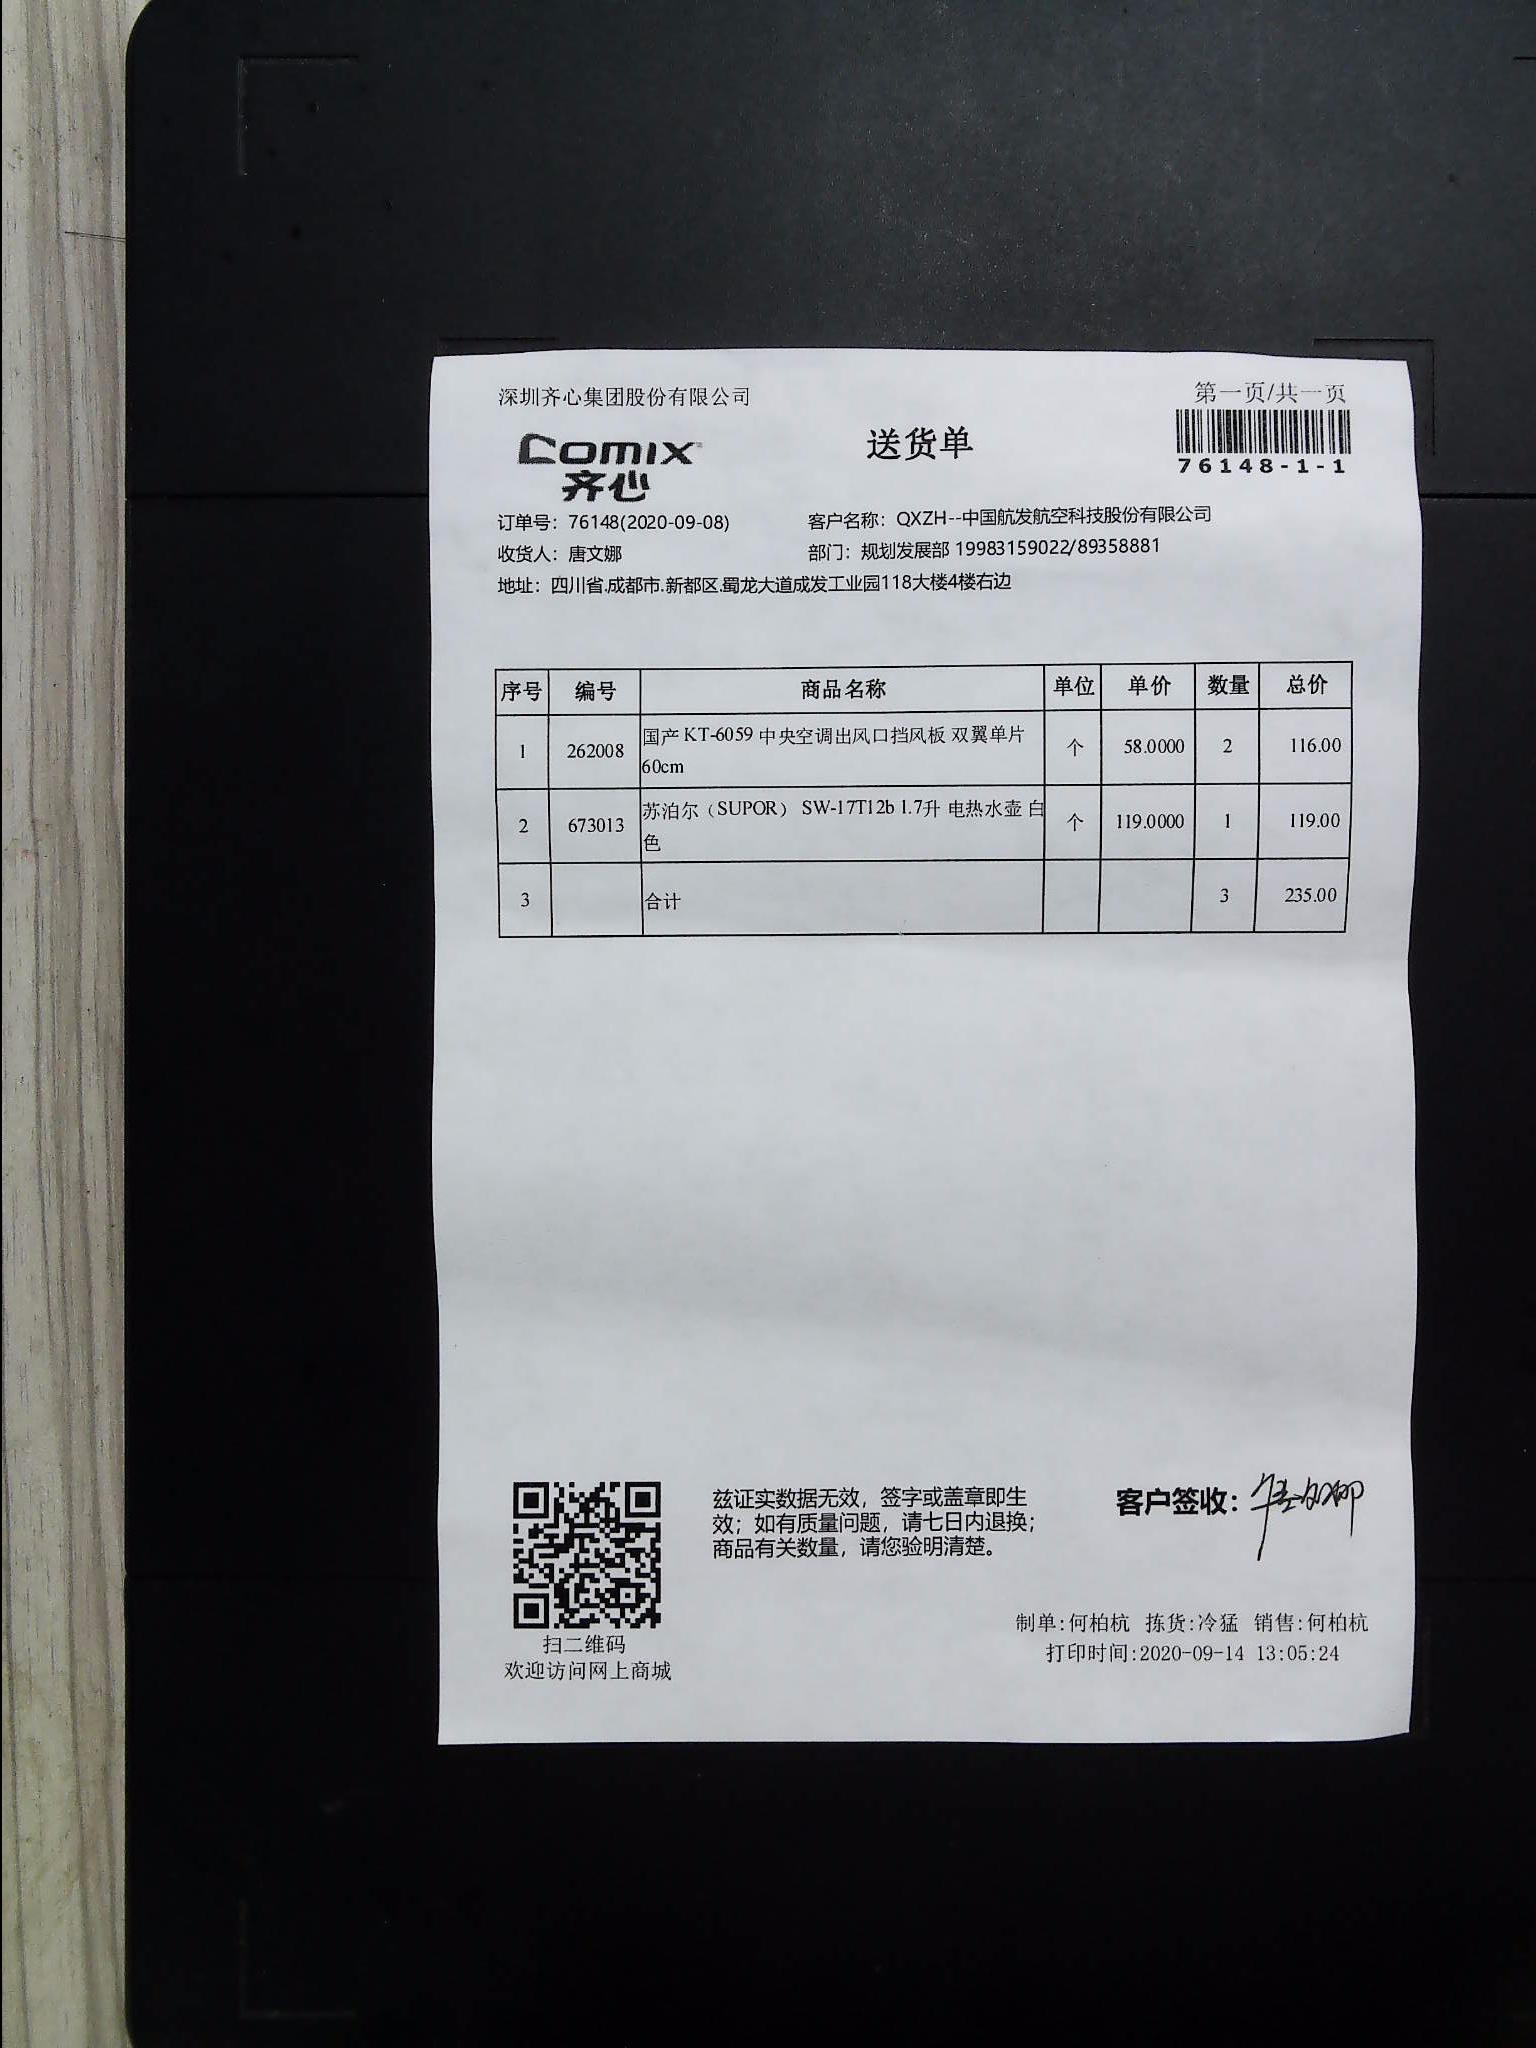 深圳齐心集团股份有限公司
第一页/共一页
Comix
齐心
送货单
76148-1-1
订单号：76148(2020-09-08) 客户名称：QXZH--中国航发航空科技股份有限公司
收货人：唐文娜 部门：规划发展部 19983159022/89358881
地址：四川省.成都市.新都区.蜀龙大道成发工业园118大楼4楼右边
序号 编号 商品名称 单位 单价 数量 总价
1 262008 国产 KT-6059 中央空调出风口挡风板 双翼单片 个 58.0000 2 116.00
60cm
2 673013 苏泊尔（SUPOR） SW-17T12b 1.7升 电热水壶 白 个 119.0000 1 119.00
色
3 合计 3 235.00
兹证实数据无效，签字或盖章即生
效；如有质量问题，请七日内退换；
商品有关数量，请您验明清楚。
客户签收：
扫二维码
欢迎访问网上商城
制单:何柏杭 拣货:冷猛 销售:何柏杭
打印时间:2020-09-14 13:05:24